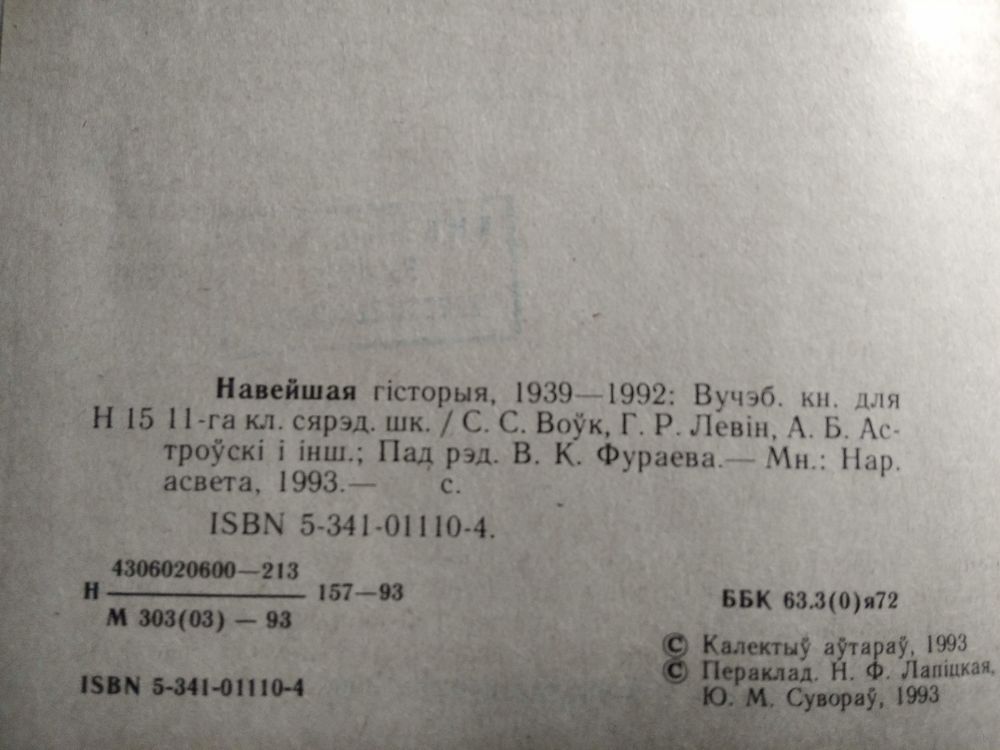 Навейшая гісторыя, 1939—1992: Вучэб. кн. для
Н 15 11-га кл. сярэд. шк. / С. С. Воўк, Г. Р. Левін, А. Б. Ас-
троўскі і інш.; Пад рэд. В. К. Фураева.— Мн.: Нар.
асвета, 1993.— с.
ISBN 5-341-01110-4.
4306020600—213
Н 157—93
М 303(03) — 93
ББК 63.3(0)я72
© Калектыў аўтараў, 1993
© Пераклад. Н. Ф. Лапіцкая,
Ю. М. Сувораў, 1993
ISBN 5-341-01110-4